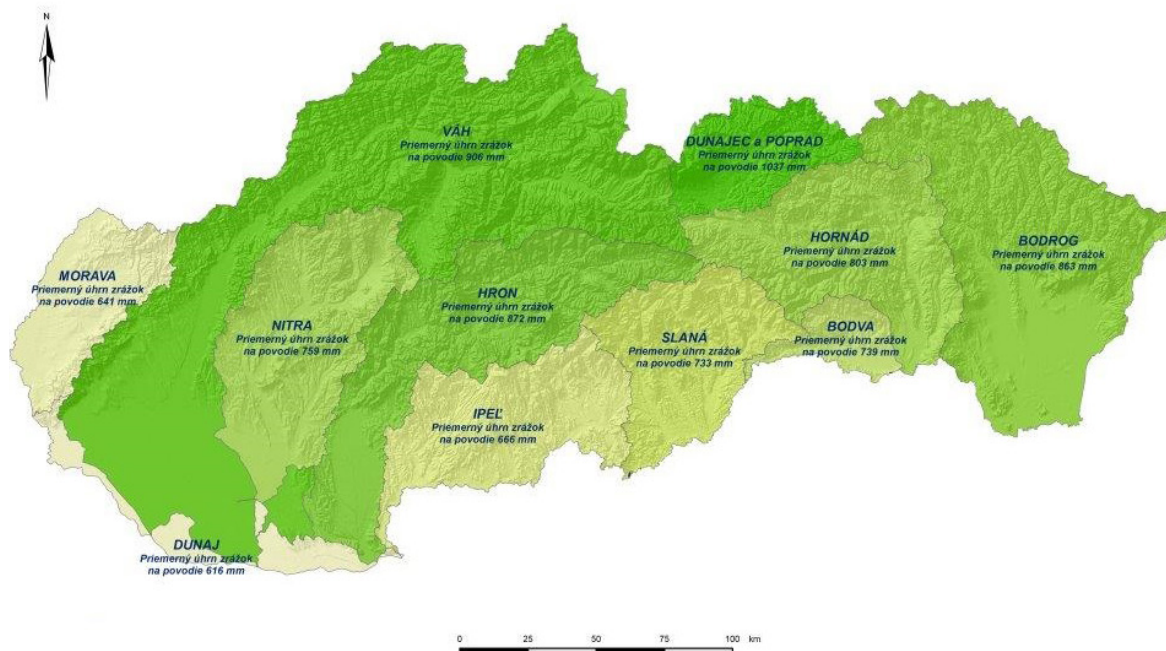 N
VÁH
Priemerný úhrn zrážok
na povodie 906 mm
DUNAJEC a POPRAD
Priemerný úhrn zrážok
na povodie 1037 mm
MORAVA
Priemerný úhrn zrážok
na povodie 641 mm
NITRA
Priemerný úhrn zrážok
na povodie 759 mm
HRON
Priemerný úhrn zrážok
na povodie 872 mm
HORNÁD
Priemerný úhrn zrážok
na povodie 803 mm
BODROG
Priemerný úhrn zrážok
na povodie 863 mm
SLANÁ
Priemerný úhrn zrážok
na povodie 733 mm
BODVA
Priemerný úhrn zrážok
na povodie 739 mm
IPEĽ
Priemerný úhrn zrážok
na povodie 666 mm
DUNAJ
Priemerný úhrn zrážok
na povodie 616 mm
0 25 50 75 100 km